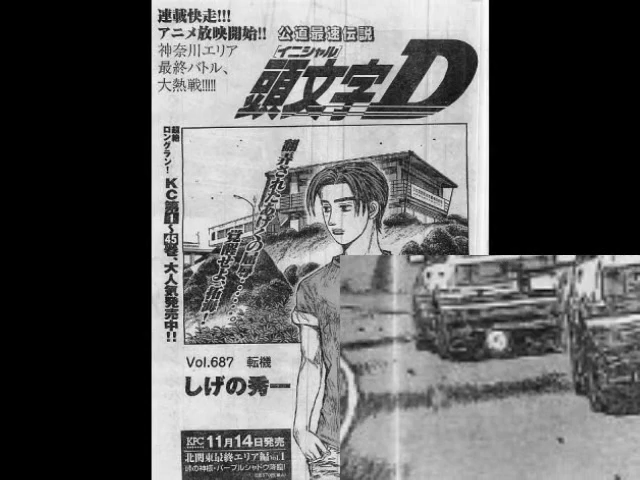 連載快走!!!
アニメ放映開始!!
神奈川エリア
最終バトル、
大熱戦!!!!!
公道最速伝説
[イニシャル]
頭文字D
超絶
ロングラン!
KC第1〜45巻、大人気発売中!!
Vol.687 転機
しげの秀一
KPC 11月14日発売
北関東最終エリア編 Vol.1